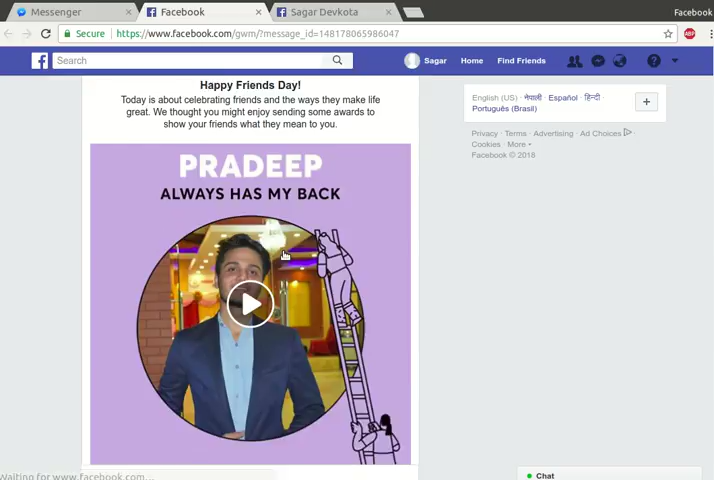 Messenger
Facebook
Sagar Devkota
Facebook
Secure
https://www.facebook.com/gwm/?message_id=148178065986047
ABP
f
Search
Sagar
Home
Find Friends
?
Happy Friends Day!
Today is about celebrating friends and the ways they make life
great. We thought you might enjoy sending some awards to
show your friends what they mean to you.
PRADEEP
ALWAYS HAS MY BACK
English (US) · नेपाली · Español · हिन्दी ·
Português (Brasil)
+
Privacy · Terms · Advertising · Ad Choices ·
Cookies · More
Facebook © 2018
Waiting for www.facebook.com...
Chat